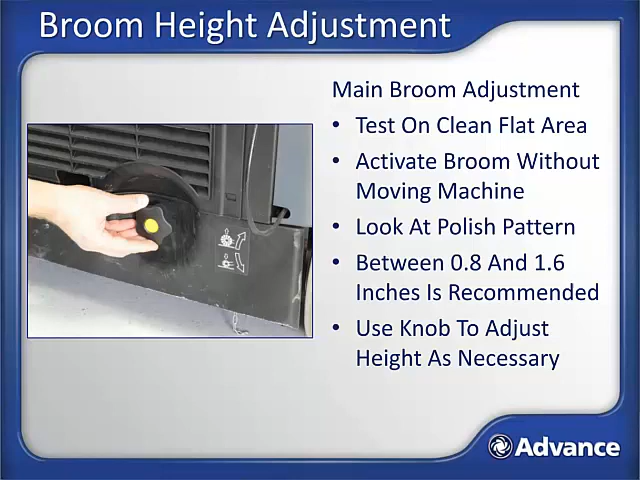 Broom Height Adjustment
Main Broom Adjustment
• Test On Clean Flat Area
• Activate Broom Without
Moving Machine
• Look At Polish Pattern
• Between 0.8 And 1.6
Inches Is Recommended
• Use Knob To Adjust
Height As Necessary
Advance